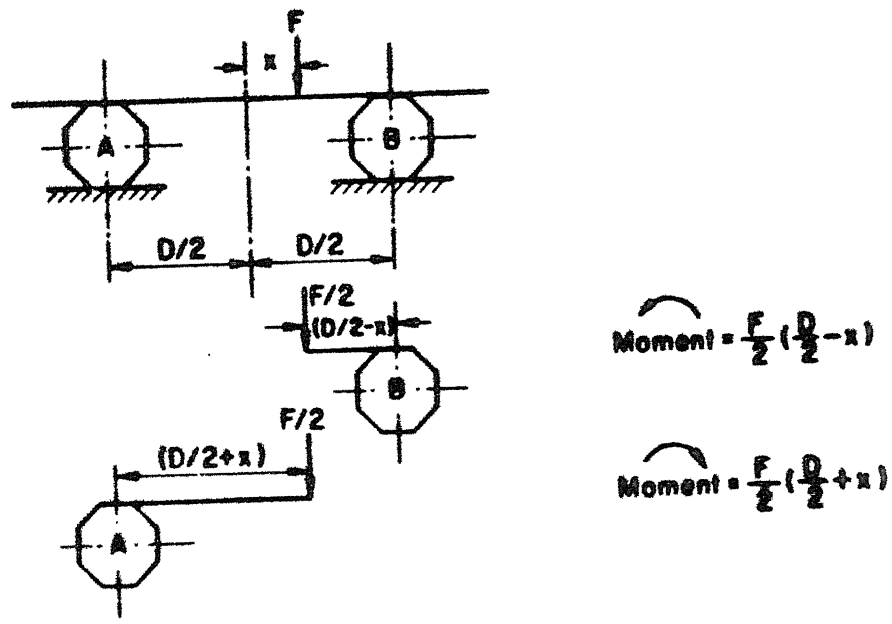 F
x
A
B
D/2 D/2
F/2
(D/2-x)
B
Moment = F/2 (D/2 - x)
F/2
(D/2+x)
A
Moment = F/2 (D/2 + x)